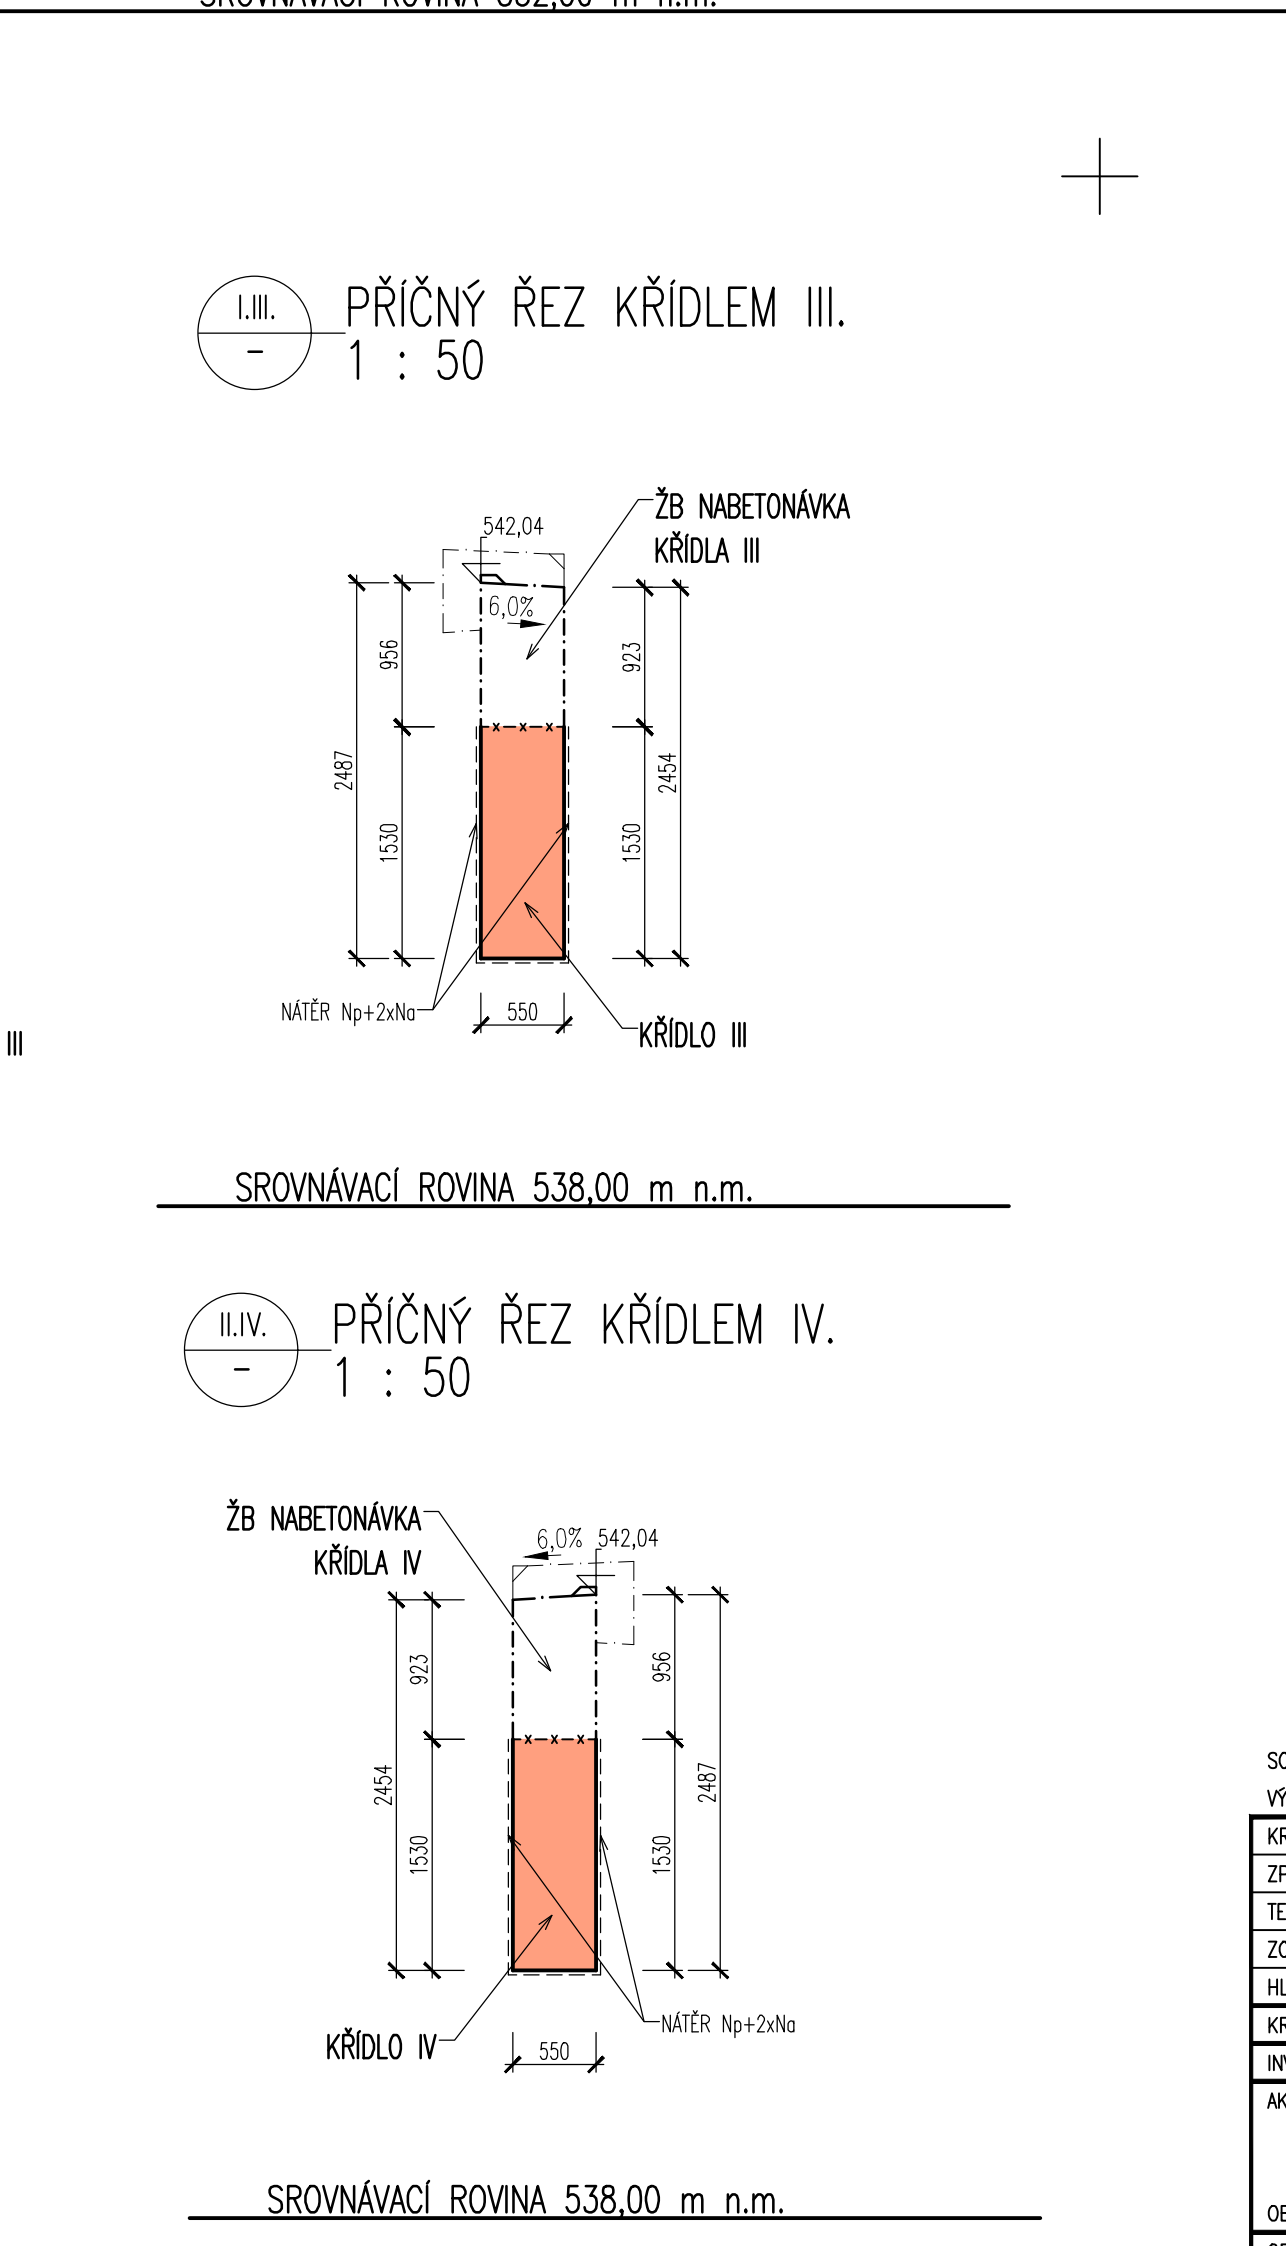 I.III.
–
PŘÍČNÝ ŘEZ KŘÍDLEM III.
1 : 50
ŽB NABETONÁVKA
KŘÍDLA III
542,04
6,0%
956
923
2487
2454
1530
1530
NÁTĚR Np+2xNa
550
KŘÍDLO III
III
SROVNÁVACÍ ROVINA 538,00 m n.m.
II.IV.
–
PŘÍČNÝ ŘEZ KŘÍDLEM IV.
1 : 50
ŽB NABETONÁVKA
KŘÍDLA IV
6,0% 542,04
923
956
2454
2487
1530
1530
NÁTĚR Np+2xNa
KŘÍDLO IV
550
SROVNÁVACÍ ROVINA 538,00 m n.m.